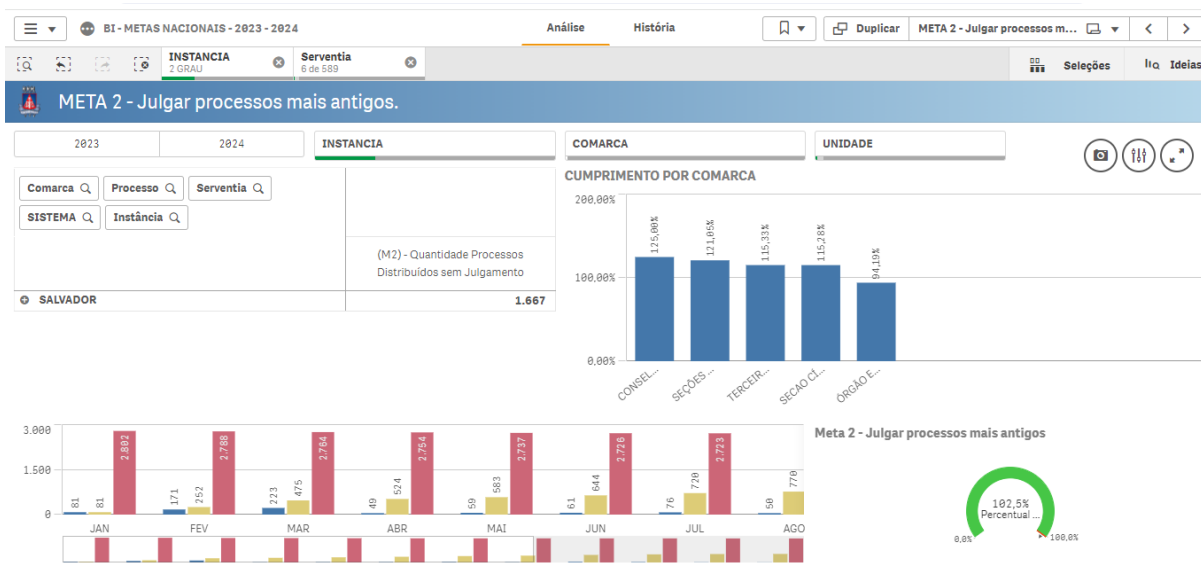 BI - METAS NACIONAIS - 2023 - 2024
Análise
História
Duplicar
META 2 - Julgar processos m...
INSTANCIA
2 GRAU
Serventia
6 de 589
Seleções
Ideias
META 2 - Julgar processos mais antigos.
2023
2024
INSTANCIA
COMARCA
UNIDADE
Comarca
Processo
Serventia
SISTEMA
Instância
(M2) - Quantidade Processos
Distribuídos sem Julgamento
SALVADOR
1.667
CUMPRIMENTO POR COMARCA
200,00%
100,00%
0,00%
125,00%
121,05%
115,33%
115,28%
94,19%
CONSEL...
SEÇÕES ...
TERCEIR...
SECAO CÍ...
ÓRGÃO E...
3.000
1.500
0
81
81
2.802
171
252
2.788
223
475
2.764
49
524
2.754
59
583
2.737
61
644
2.726
76
720
2.723
50
770
JAN
FEV
MAR
ABR
MAI
JUN
JUL
AGO
Meta 2 - Julgar processos mais antigos
102,5%
Percentual ...
0,0%
100,0%